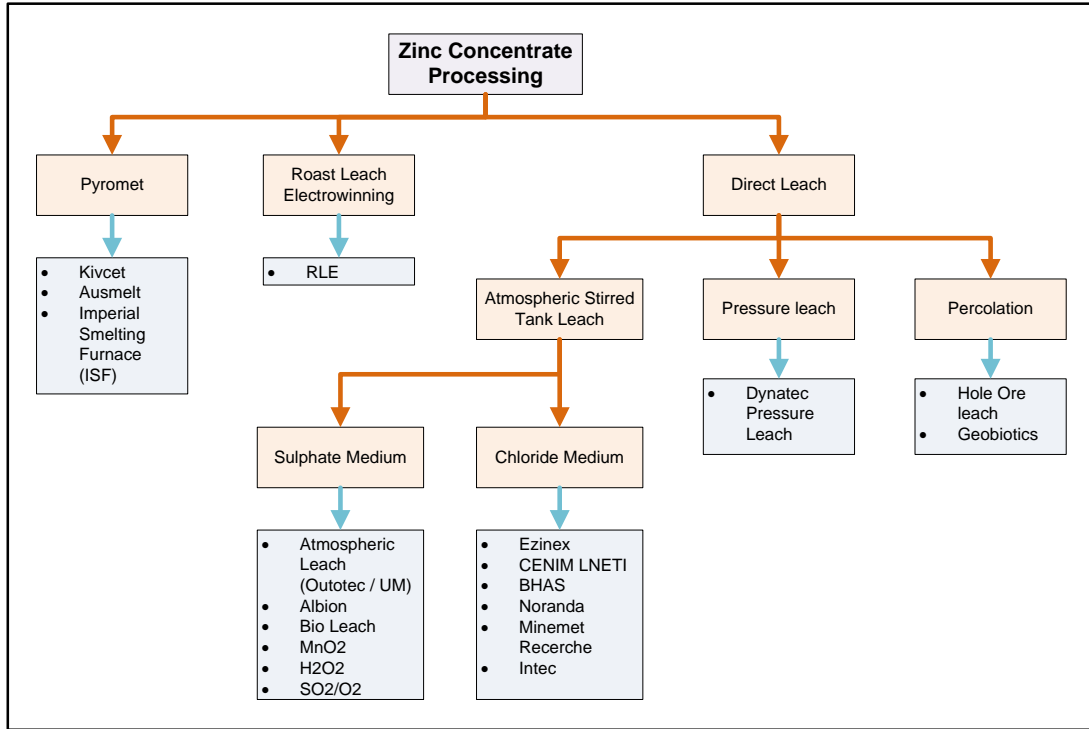 Zinc Concentrate
Processing
Pyromet
Roast Leach
Electrowinning
Direct Leach
• Kivcet
• Ausmelt
• Imperial
Smelting
Furnace
(ISF)
• RLE
Atmospheric Stirred
Tank Leach
Pressure leach
Percolation
• Dynatec
Pressure
Leach
• Hole Ore
leach
• Geobiotics
Sulphate Medium
Chloride Medium
• Atmospheric
Leach
(Outotec / UM)
• Albion
• Bio Leach
• MnO2
• H2O2
• SO2/O2
• Ezinex
• CENIM LNETI
• BHAS
• Noranda
• Minemet
Recerche
• Intec